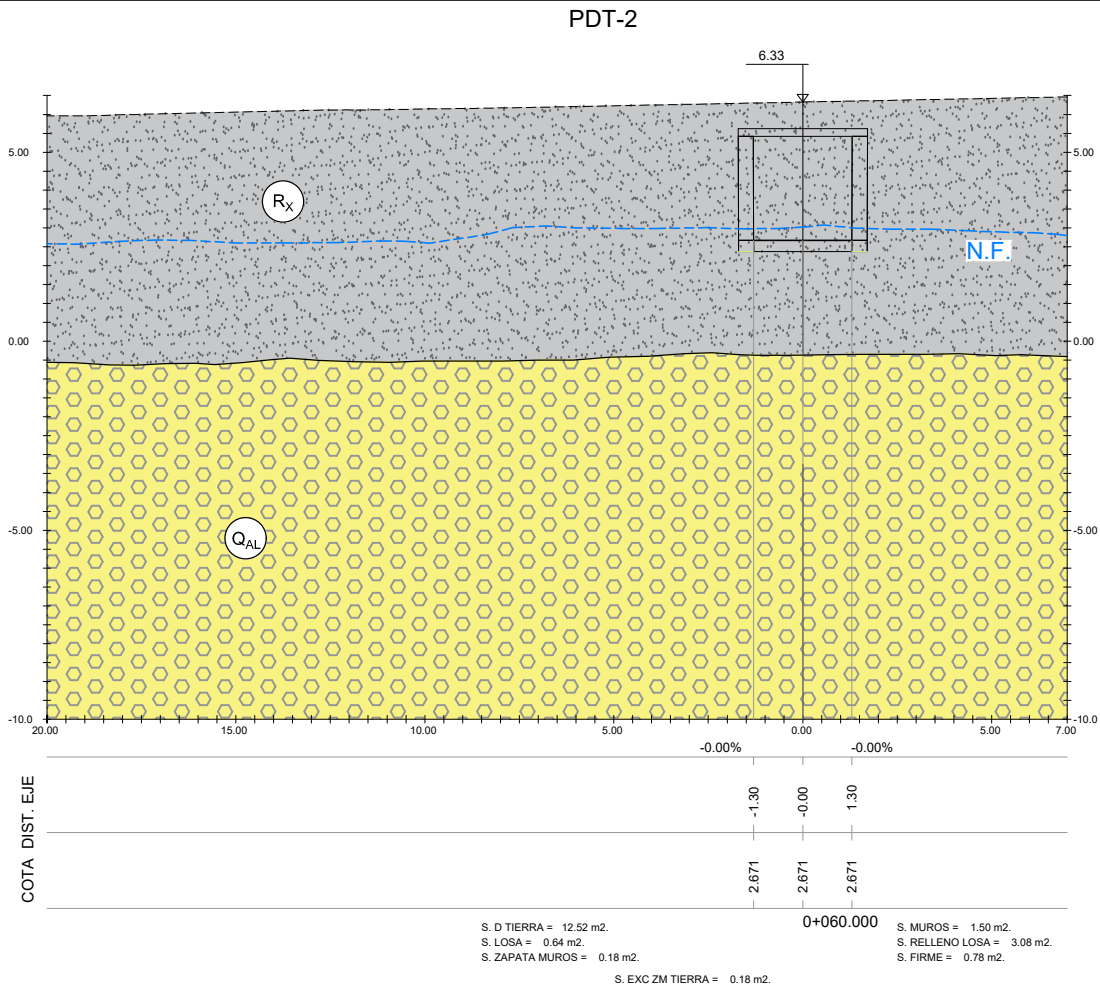 PDT-2
6.33
5.00
5.00
R_X
N.F.
0.00
0.00
Q_AL
-5.00
-5.00
-10.0
-10.0
20.00
15.00
10.00
5.00
0.00
5.00
7.00
-0.00%
-0.00%
DIST. EJE
-1.30
-0.00
1.30
COTA
2.671
2.671
2.671
0+060.000
S. D TIERRA = 12.52 m2.
S. LOSA = 0.64 m2.
S. ZAPATA MUROS = 0.18 m2.
S. MUROS = 1.50 m2.
S. RELLENO LOSA = 3.08 m2.
S. FIRME = 0.78 m2.
S. EXC ZM TIERRA = 0.18 m2.